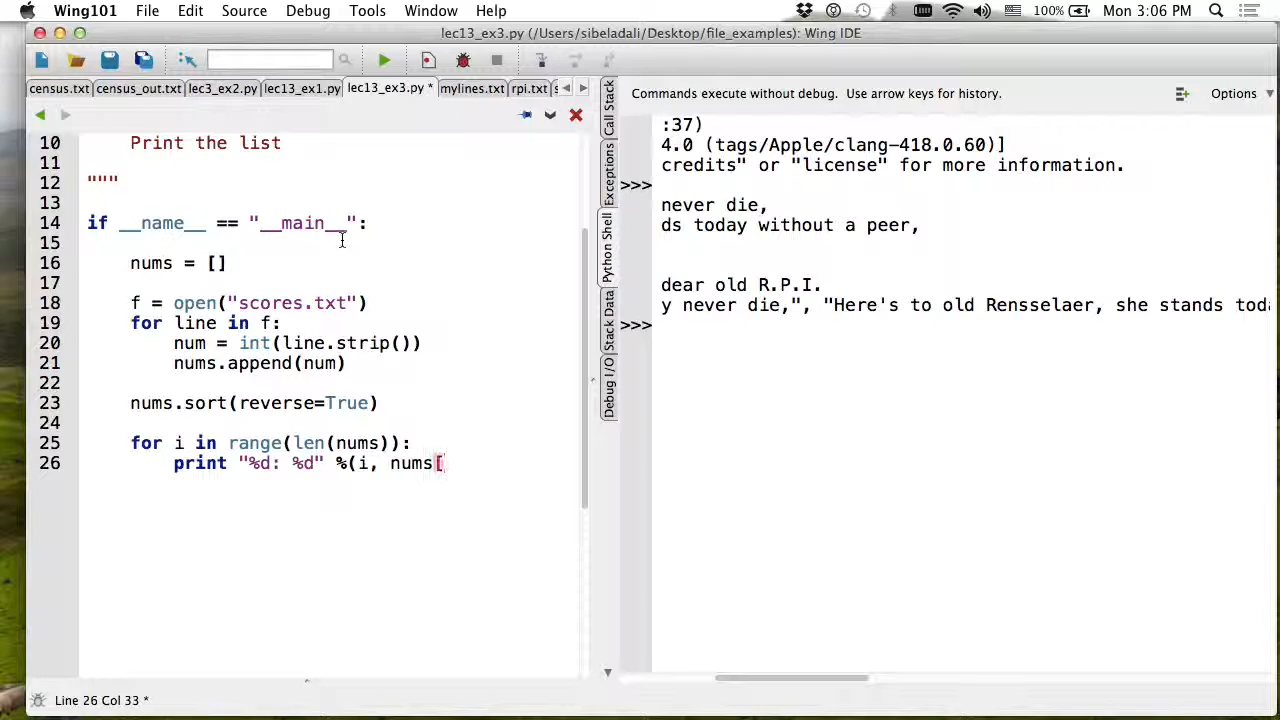 Wing101 File Edit Source Debug Tools Window Help 100% Mon 3:06 PM
lec13_ex3.py (/Users/sibeladali/Desktop/file_examples): Wing IDE
census.txt census_out.txt lec3_ex2.py lec13_ex1.py lec13_ex3.py * mylines.txt rpi.txt
Commands execute without debug. Use arrow keys for history. Options
10 Print the list
11
12 """
13
14 if __name__ == "__main__":
15
16 nums = []
17
18 f = open("scores.txt")
19 for line in f:
20 num = int(line.strip())
21 nums.append(num)
22
23 nums.sort(reverse=True)
24
25 for i in range(len(nums)):
26 print "%d: %d" %(i, nums[
Call Stack
Exceptions
Python Shell
Stack Data
Debug I/O
:37)
4.0 (tags/Apple/clang-418.0.60)]
credits" or "license" for more information.
>>>
never die,
ds today without a peer,
dear old R.P.I.
y never die,", "Here's to old Rensselaer, she stands toda
>>>
Line 26 Col 33 *